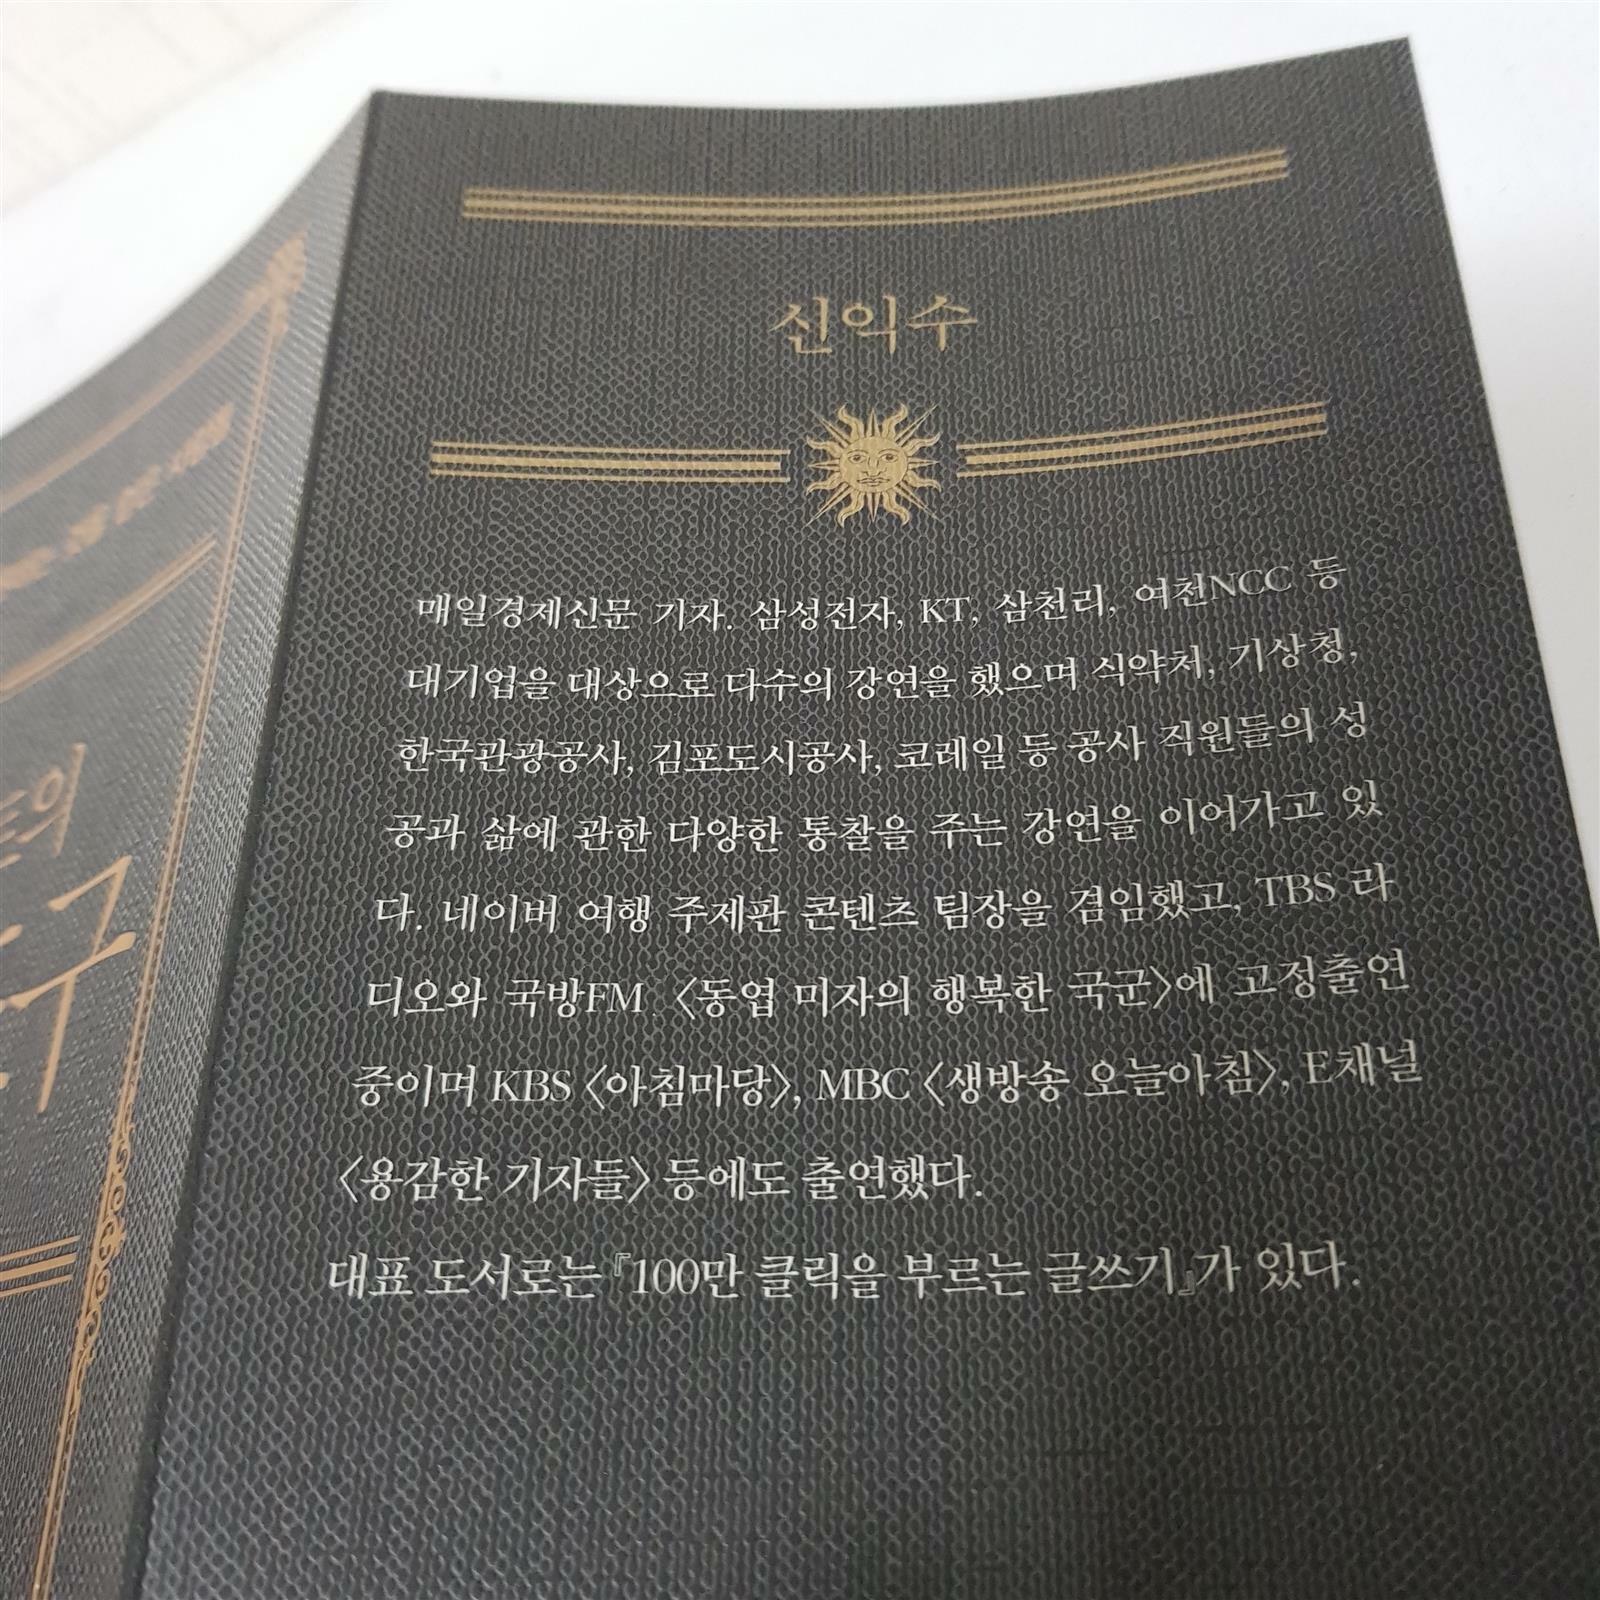 신익수
매일경제신문 기자. 삼성전자, KT, 삼천리, 여천NCC 등
대기업을 대상으로 다수의 강연을 했으며 식약처, 기상청,
한국관광공사, 김포도시공사, 코레일 등 공사 직원들의 성
공과 삶에 관한 다양한 통찰을 주는 강연을 이어가고 있
다. 네이버 여행 주제판 콘텐츠 팀장을 겸임했고, TBS 라
디오와 국방FM 〈동엽 미자의 행복한 국군〉에 고정출연
중이며 KBS 〈아침마당〉, MBC 〈생방송 오늘아침〉, E채널
〈용감한 기자들〉 등에도 출연했다.
대표 도서로는 『100만 클릭을 부르는 글쓰기』가 있다.
의
구